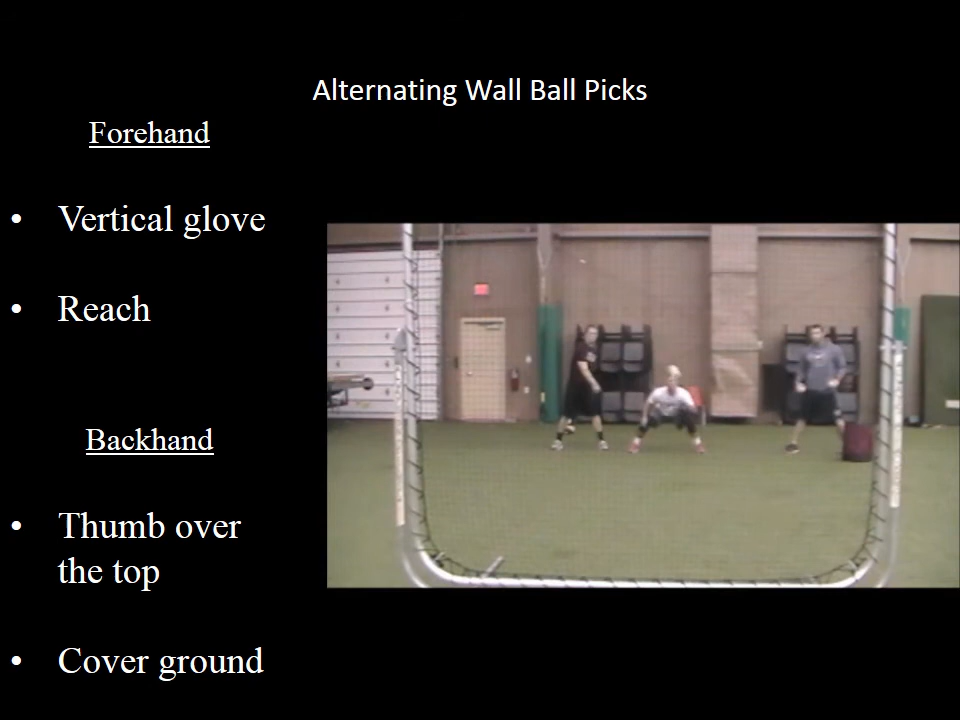 Alternating Wall Ball Picks
Forehand
• Vertical glove
• Reach
Backhand
• Thumb over
the top
• Cover ground